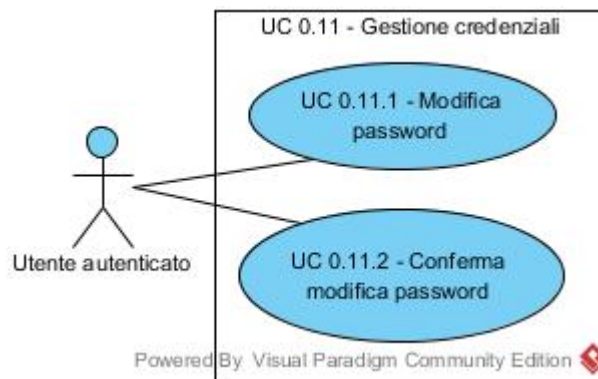 UC 0.11 - Gestione credenziali
UC 0.11.1 - Modifica
password
Utente autenticato
UC 0.11.2 - Conferma
modifica password
Powered By Visual Paradigm Community Edition